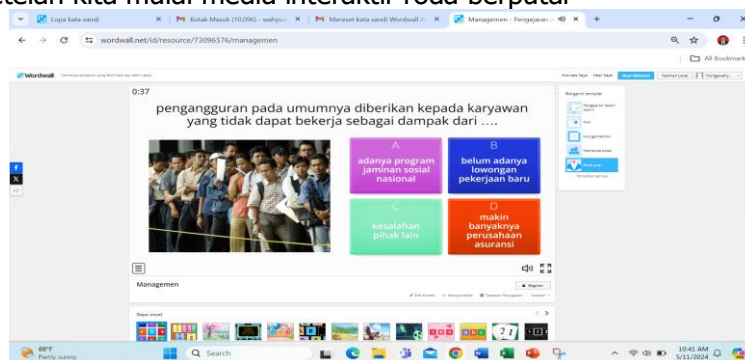 setelah kita mulai media interaktif roda berputar
Lupa kata sandi
Kotak Masuk (10.096) - wahyu
Mereset kata sandi Wordwall
Managemen - Pengajaran
wordwall.net/id/resource/73096576/managemen
All Bookmark
Wordwall
0:37
pengangguran pada umumnya diberikan kepada karyawan
yang tidak dapat bekerja sebagai dampak dari ....
A
adanya program
jaminan sosial
nasional
B
belum adanya
lowongan
pekerjaan baru
C
kesalahan
pihak lain
D
makin
banyaknya
perusahaan
asuransi
Managemen
Bagikan
88°F
Partly sunny
Search
10:41 AM
5/11/2024